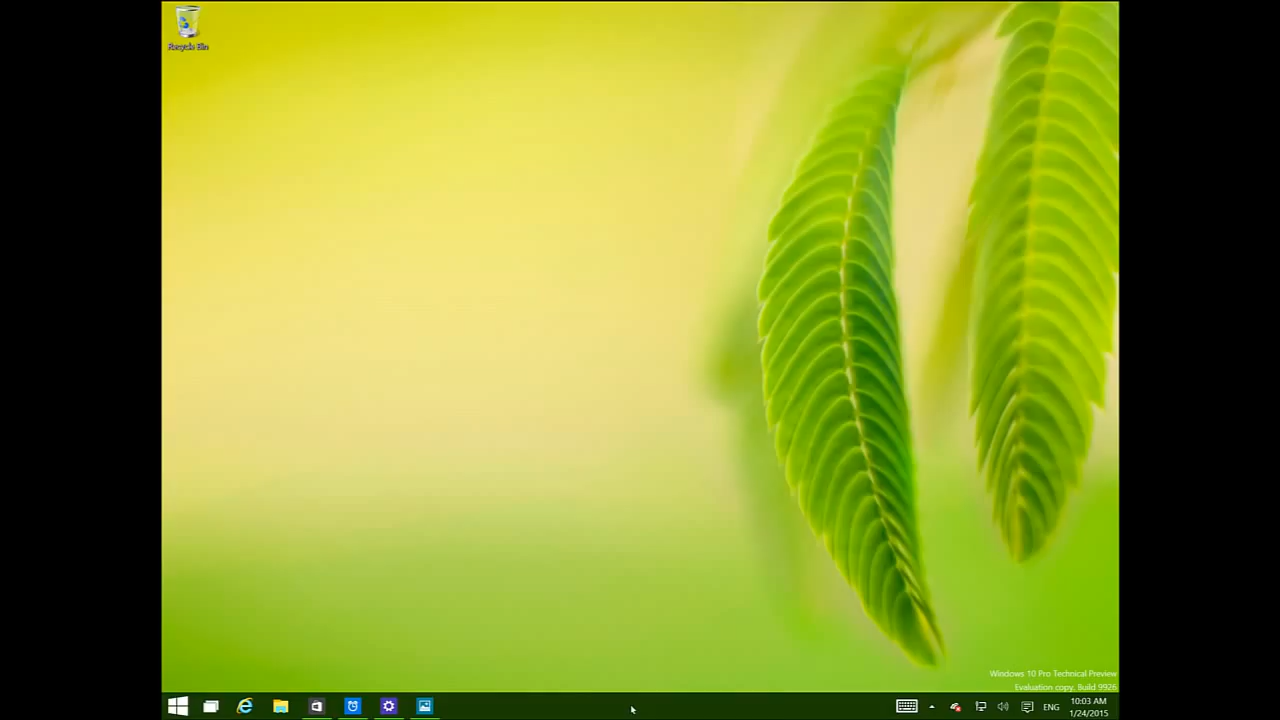 Recycle Bin
Windows 10 Pro Technical Preview
Evaluation copy. Build 9926
ENG
10:03 AM
1/24/2015